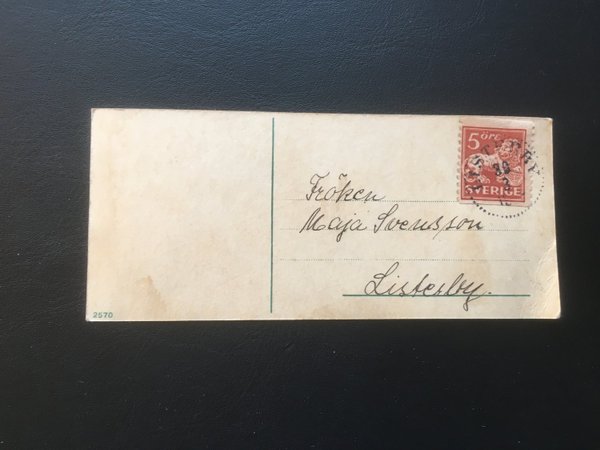 5 ÖRE
SVERIGE
Fröken
Maja Svensson
Listerby.
2570